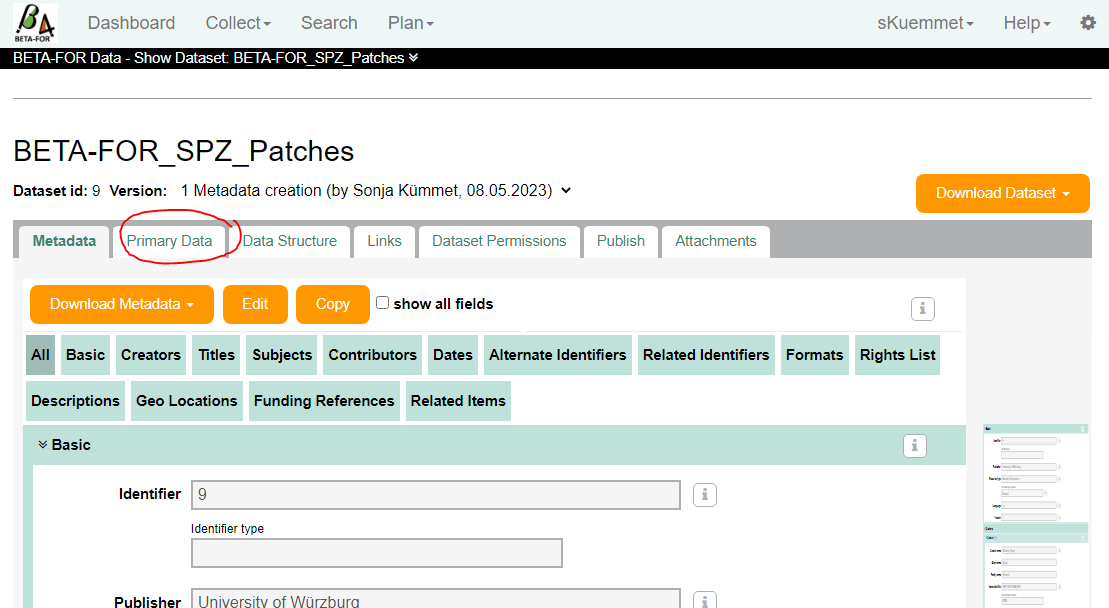 BETA-FOR
Dashboard Collect Search Plan sKuemmet Help
BETA-FOR Data - Show Dataset: BETA-FOR_SPZ_Patches
BETA-FOR_SPZ_Patches
Dataset id: 9 Version: 1 Metadata creation (by Sonja Kümmet, 08.05.2023)
Download Dataset
Metadata Primary Data Data Structure Links Dataset Permissions Publish Attachments
Download Metadata Edit Copy show all fields
All Basic Creators Titles Subjects Contributors Dates Alternate Identifiers Related Identifiers Formats Rights List
Descriptions Geo Locations Funding References Related Items
Basic
Identifier 9
Identifier type
Publisher University of Würzburg